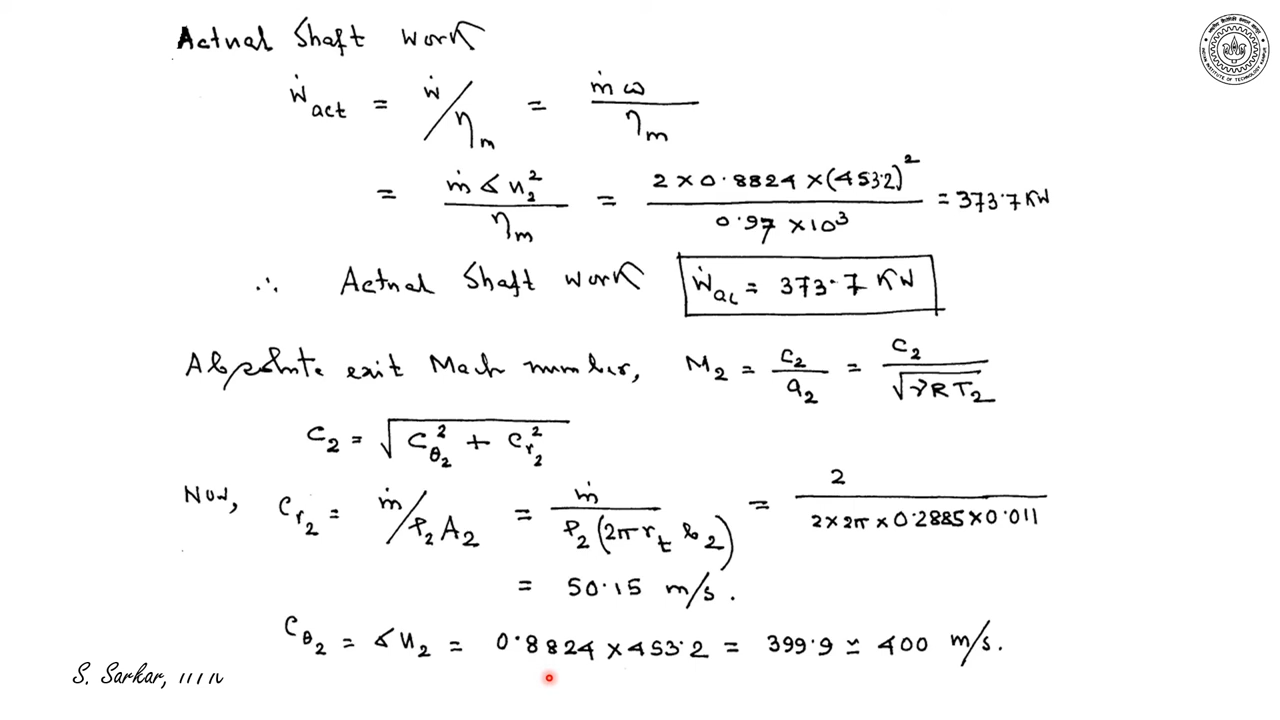 Actual Shaft work
Ẇact = Ẇ/ηm = ṁω/ηm
= ṁ∝u₂²/ηm = 2×0.8824×(453.2)²/0.97×10³ = 373.7 KW
∴ Actual Shaft work Ẇac = 373.7 KW
Absolute exit Mach number, M₂ = C₂/a₂ = C₂/√γRT₂
C₂ = √Cθ₂² + Cr₂²
Now, Cr₂ = ṁ/ρ₂A₂ = ṁ/ρ₂(2πrt b₂) = 2/2×2π×0.2885×0.011
= 50.15 m/s.
Cθ₂ = ∝u₂ = 0.8824×453.2 = 399.9 ≃ 400 m/s.
S. Sarkar,